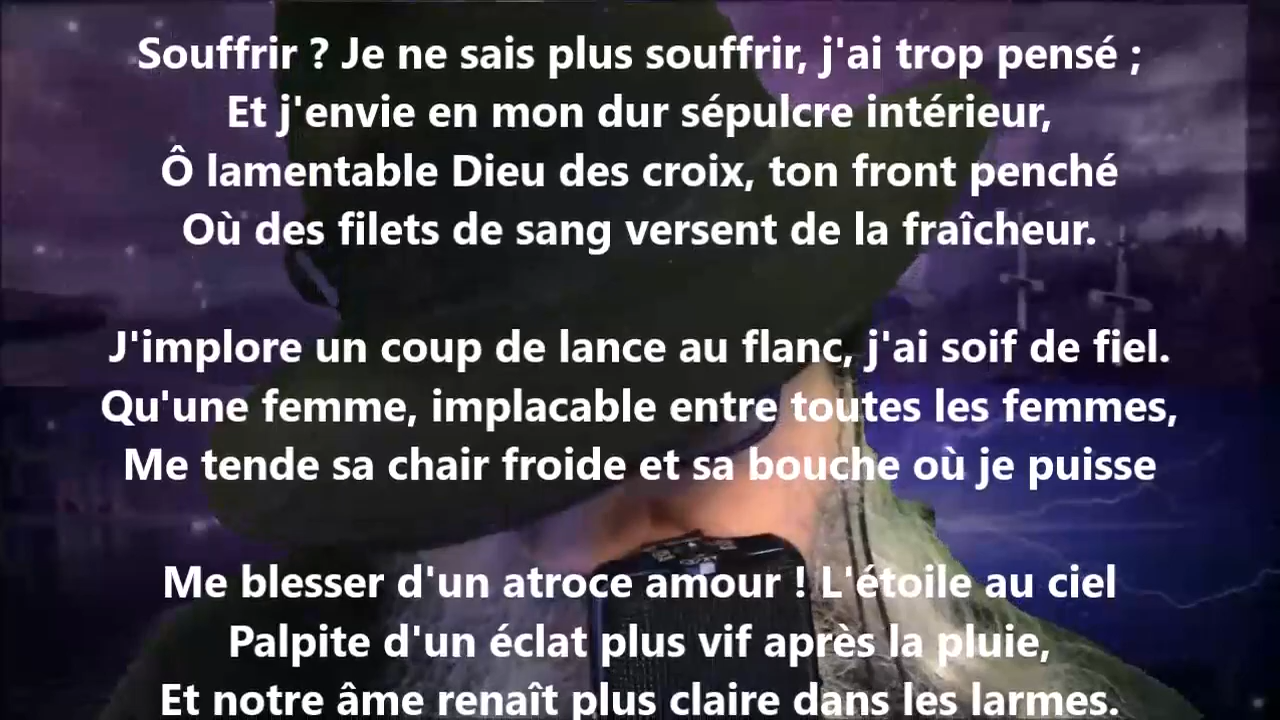 Souffrir ? Je ne sais plus souffrir, j'ai trop pensé ;
Et j'envie en mon dur sépulcre intérieur,
Ô lamentable Dieu des croix, ton front penché
Où des filets de sang versent de la fraîcheur.
J'implore un coup de lance au flanc, j'ai soif de fiel.
Qu'une femme, implacable entre toutes les femmes,
Me tende sa chair froide et sa bouche où je puisse
Me blesser d'un atroce amour ! L'étoile au ciel
Palpite d'un éclat plus vif après la pluie,
Et notre âme renaît plus claire dans les larmes.